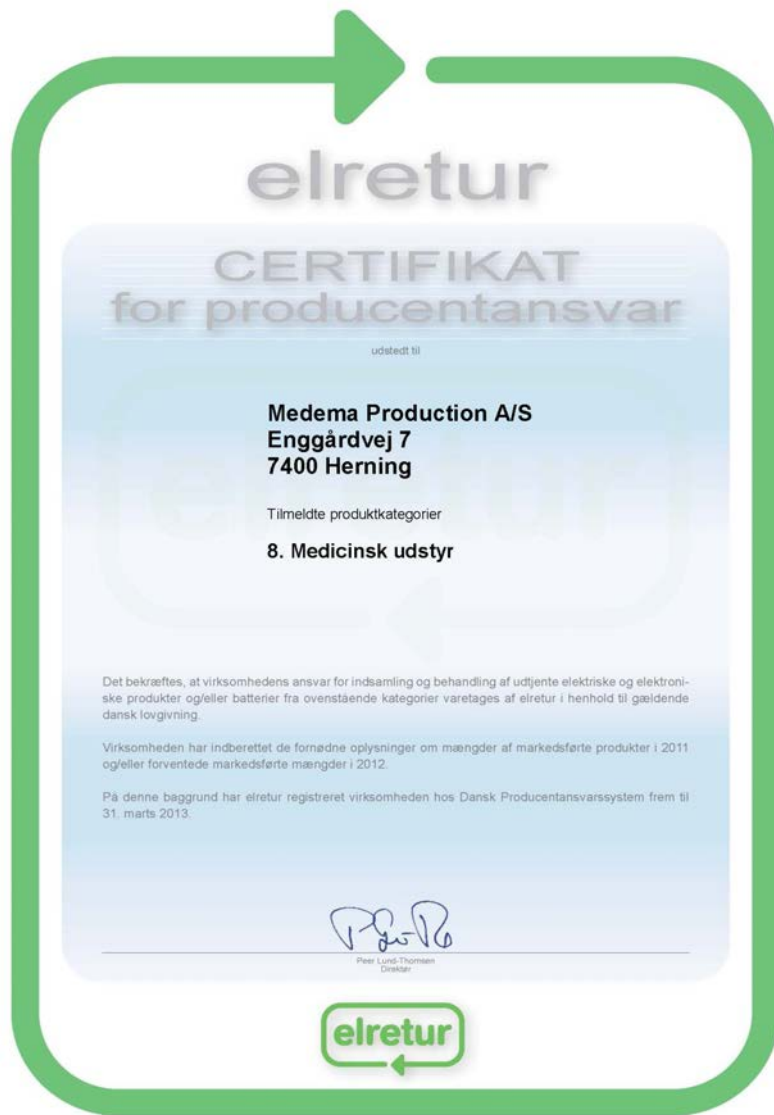 elretur
CERTIFIKAT
for producentansvar
udstedt til
Medema Production A/S
Enggårdvej 7
7400 Herning
Tilmeldte produktkategorier
8. Medicinsk udstyr
Det bekræftes, at virksomhedens ansvar for indsamling og behandling af udtjente elektriske og elektroni-
ske produkter og/eller batterier fra ovenstående kategorier varetages af elretur i henhold til gældende
dansk lovgivning.
Virksomheden har indberettet de fornødne oplysninger om mængder af markedsførte produkter i 2011
og/eller forventede markedsførte mængder i 2012.
På denne baggrund har elretur registreret virksomheden hos Dansk Producentansvarssystem frem til
31. marts 2013.
Peer Lund-Thomsen
Direktør
elretur